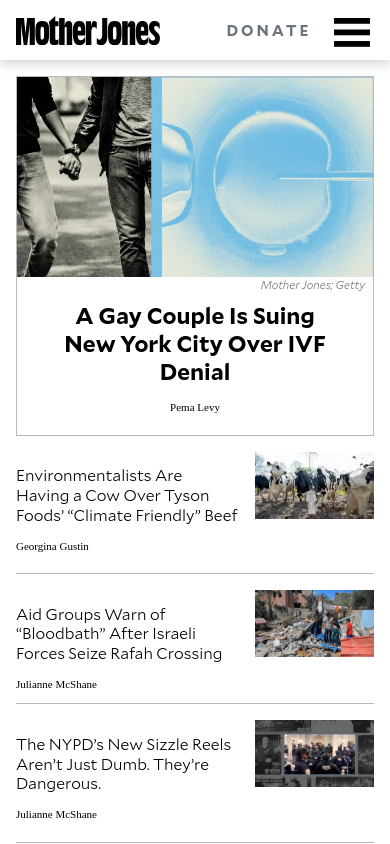 Mother Jones
DONATE
Mother Jones; Getty
A Gay Couple Is Suing
New York City Over IVF
Denial
Pema Levy
Environmentalists Are
Having a Cow Over Tyson
Foods’ “Climate Friendly” Beef
Georgina Gustin
Aid Groups Warn of
“Bloodbath” After Israeli
Forces Seize Rafah Crossing
Julianne McShane
The NYPD’s New Sizzle Reels
Aren’t Just Dumb. They’re
Dangerous.
Julianne McShane